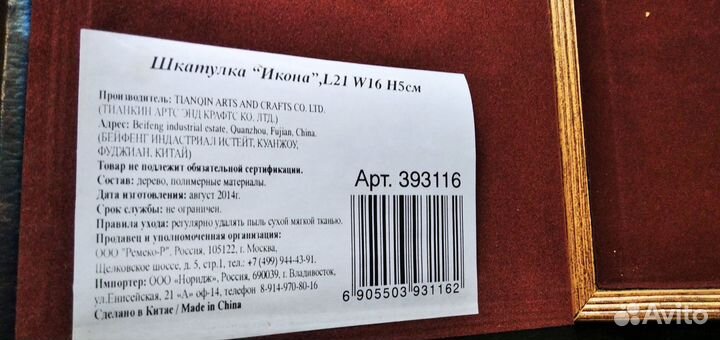 Шкатулка “Икона”,L21 W16 H5см
Производитель: TIANQIN ARTS AND CRAFTS CO. LTD.
(ТИАНКИН АРТС ЭНД КРАФТС КО. ЛТД.)
Адрес: Beifeng industrial estate, Quanzhou, Fujian, China.
(БЕЙФЕНГ ИНДАСТРИАЛ ИСТЕЙТ, КУАНЖОУ,
ФУДЖИАН, КИТАЙ)
Товар не подлежит обязательной сертификации.
Состав: дерево, полимерные материалы.
Дата изготовления: август 2014г.
Срок службы: не ограничен.
Правила ухода: регулярно удалять пыль сухой мягкой тканью.
Продавец и уполномоченная организация:
ООО "Ремеко-Р", Россия, 105122, г. Москва,
Щелковское шоссе, д. 5, стр.1, тел.: +7 (499) 944-43-91.
Импортер: ООО «Норидж», Россия, 690039, г. Владивосток,
ул.Енисейская, 21 «А» оф-14, телефон 8-914-970-80-16
Сделано в Китае / Made in China
Арт. 393116
6 905503 931162
Avito